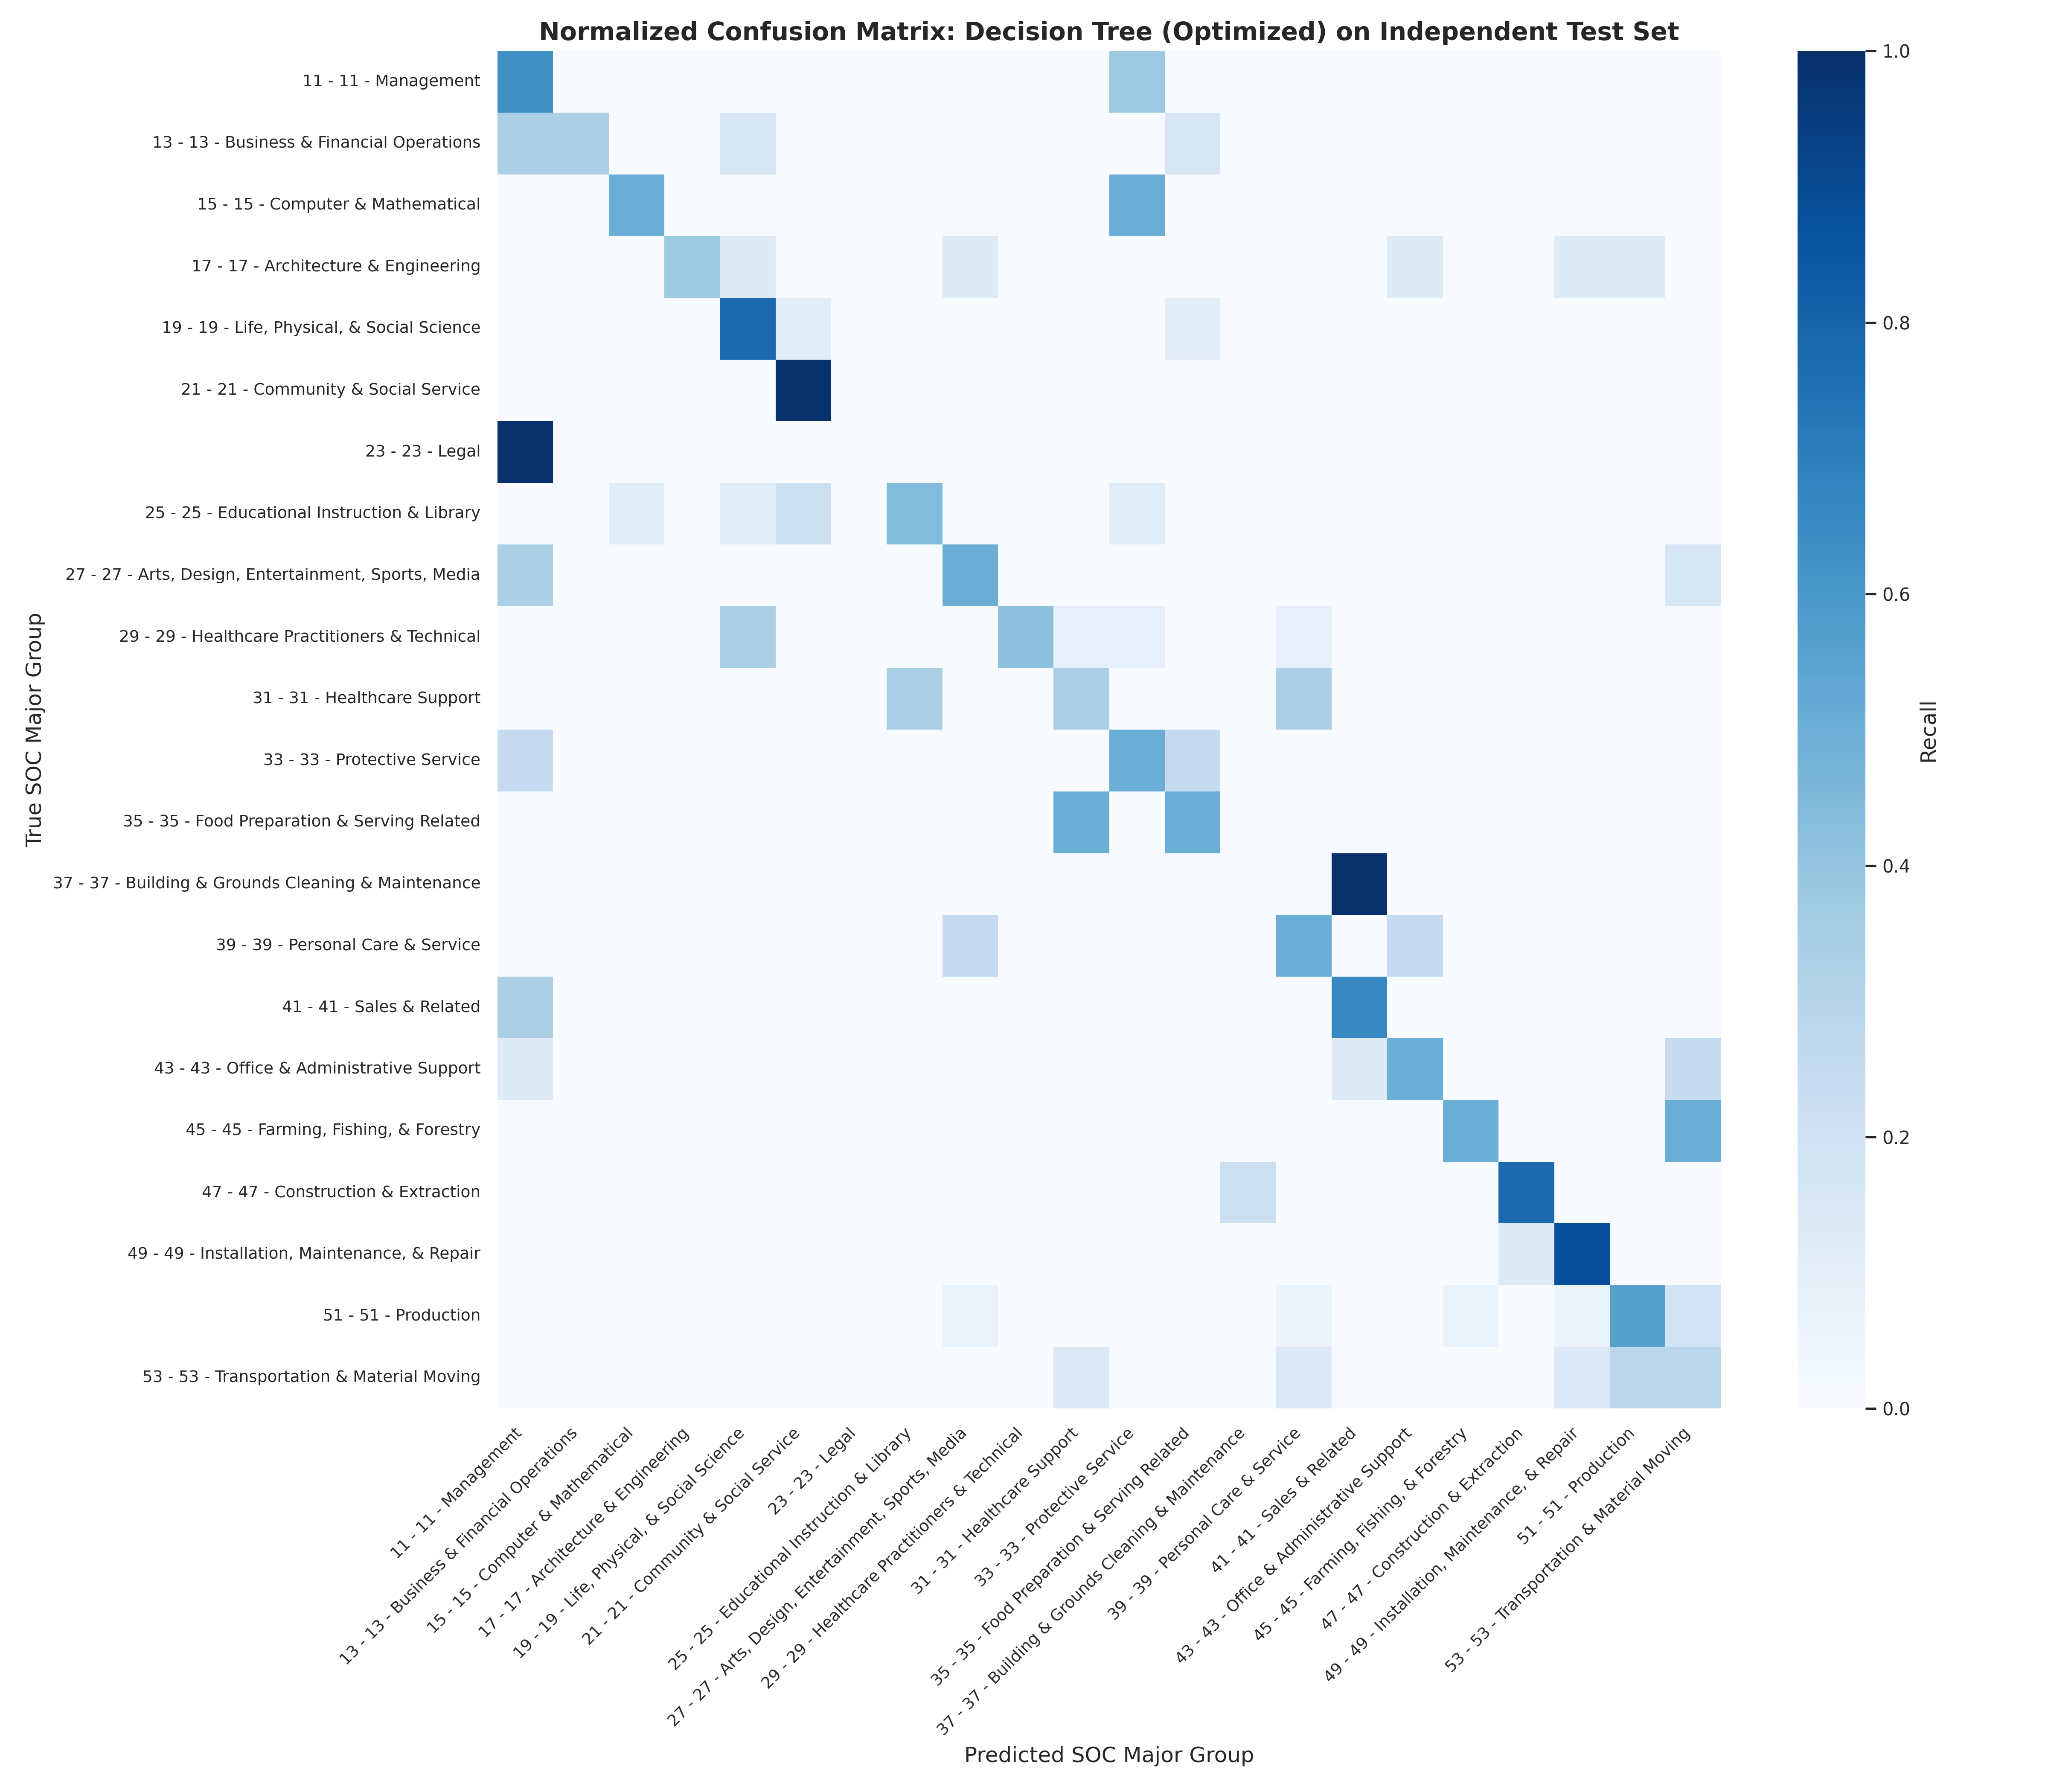 Normalized Confusion Matrix: Decision Tree (Optimized) on Independent Test Set
True SOC Major Group
11 - 11 - Management
13 - 13 - Business & Financial Operations
15 - 15 - Computer & Mathematical
17 - 17 - Architecture & Engineering
19 - 19 - Life, Physical, & Social Science
21 - 21 - Community & Social Service
23 - 23 - Legal
25 - 25 - Educational Instruction & Library
27 - 27 - Arts, Design, Entertainment, Sports, Media
29 - 29 - Healthcare Practitioners & Technical
31 - 31 - Healthcare Support
33 - 33 - Protective Service
35 - 35 - Food Preparation & Serving Related
37 - 37 - Building & Grounds Cleaning & Maintenance
39 - 39 - Personal Care & Service
41 - 41 - Sales & Related
43 - 43 - Office & Administrative Support
45 - 45 - Farming, Fishing, & Forestry
47 - 47 - Construction & Extraction
49 - 49 - Installation, Maintenance, & Repair
51 - 51 - Production
53 - 53 - Transportation & Material Moving
11 - 11 - Management
13 - 13 - Business & Financial Operations
15 - 15 - Computer & Mathematical
17 - 17 - Architecture & Engineering
19 - 19 - Life, Physical, & Social Science
21 - 21 - Community & Social Service
23 - 23 - Legal
25 - 25 - Educational Instruction & Library
27 - 27 - Arts, Design, Entertainment, Sports, Media
29 - 29 - Healthcare Practitioners & Technical
31 - 31 - Healthcare Support
33 - 33 - Protective Service
35 - 35 - Food Preparation & Serving Related
37 - 37 - Building & Grounds Cleaning & Maintenance
39 - 39 - Personal Care & Service
41 - 41 - Sales & Related
43 - 43 - Office & Administrative Support
45 - 45 - Farming, Fishing, & Forestry
47 - 47 - Construction & Extraction
49 - 49 - Installation, Maintenance, & Repair
51 - 51 - Production
53 - 53 - Transportation & Material Moving
Predicted SOC Major Group
1.0
0.8
0.6
0.4
0.2
0.0
Recall